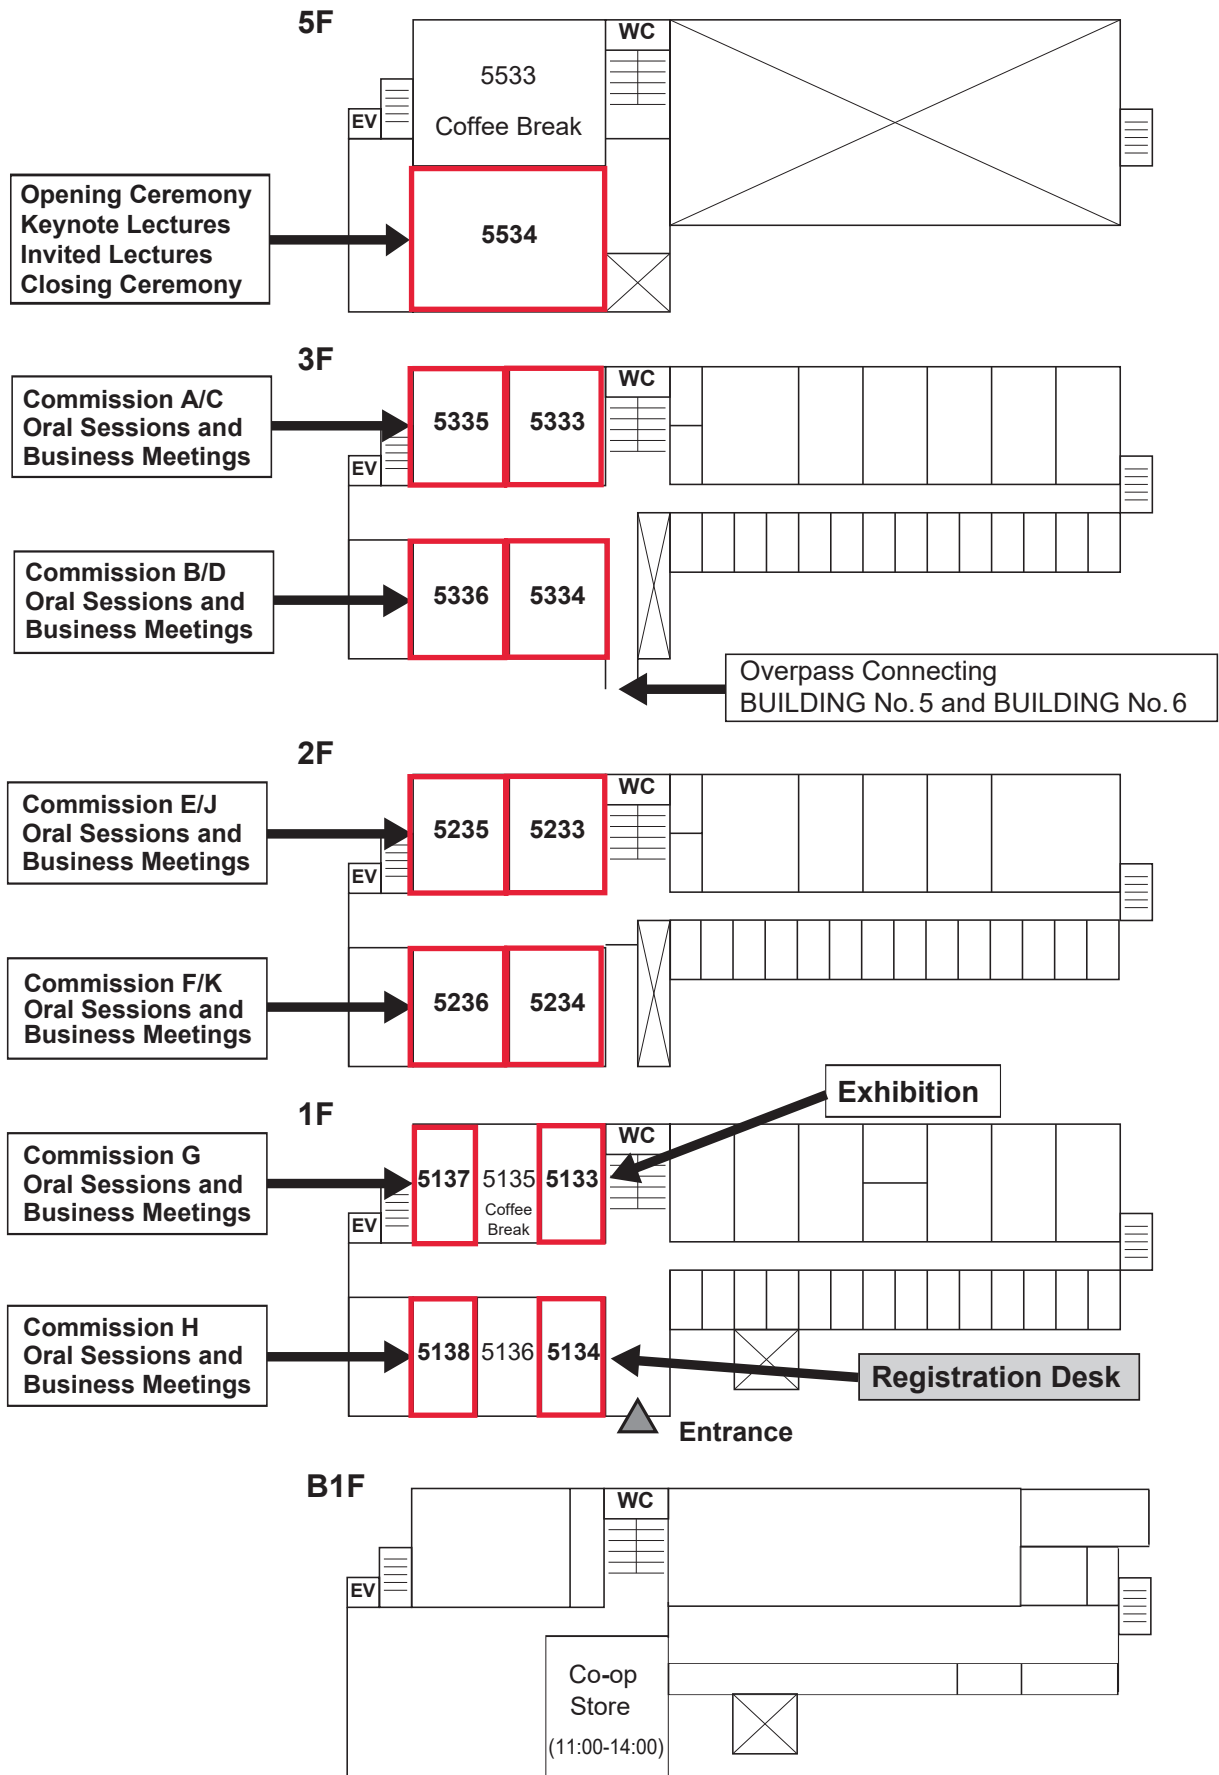 5F
WC
5533
Coffee Break
EV
Opening Ceremony
Keynote Lectures
Invited Lectures
Closing Ceremony
5534
3F
WC
Commission A/C
Oral Sessions and
Business Meetings
5335
5333
EV
Commission B/D
Oral Sessions and
Business Meetings
5336
5334
Overpass Connecting
BUILDING No. 5 and BUILDING No. 6
2F
WC
Commission E/J
Oral Sessions and
Business Meetings
5235
5233
EV
Commission F/K
Oral Sessions and
Business Meetings
5236
5234
Exhibition
1F
WC
Commission G
Oral Sessions and
Business Meetings
5137
5135
Coffee
Break
5133
EV
Commission H
Oral Sessions and
Business Meetings
5138
5136
5134
Registration Desk
Entrance
B1F
WC
EV
Co-op
Store
(11:00-14:00)